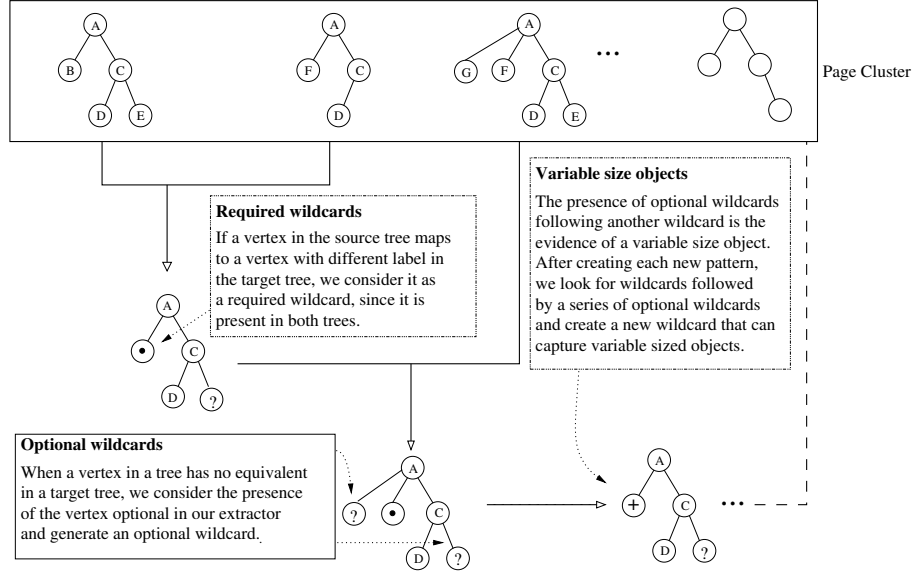 A A A
B C F C G F C ...
D E D D E
Page Cluster
Required wildcards
If a vertex in the source tree maps
to a vertex with different label in
the target tree, we consider it as
a required wildcard, since it is
present in both trees.
Variable size objects
The presence of optional wildcards
following another wildcard is the
evidence of a variable size object.
After creating each new pattern,
we look for wildcards followed
by a series of optional wildcards
and create a new wildcard that can
capture variable sized objects.
A
• C
D ?
Optional wildcards
When a vertex in a tree has no equivalent
in a target tree, we consider the presence
of the vertex optional in our extractor
and generate an optional wildcard.
A
? • C
D ?
A
+ C ...
D ?